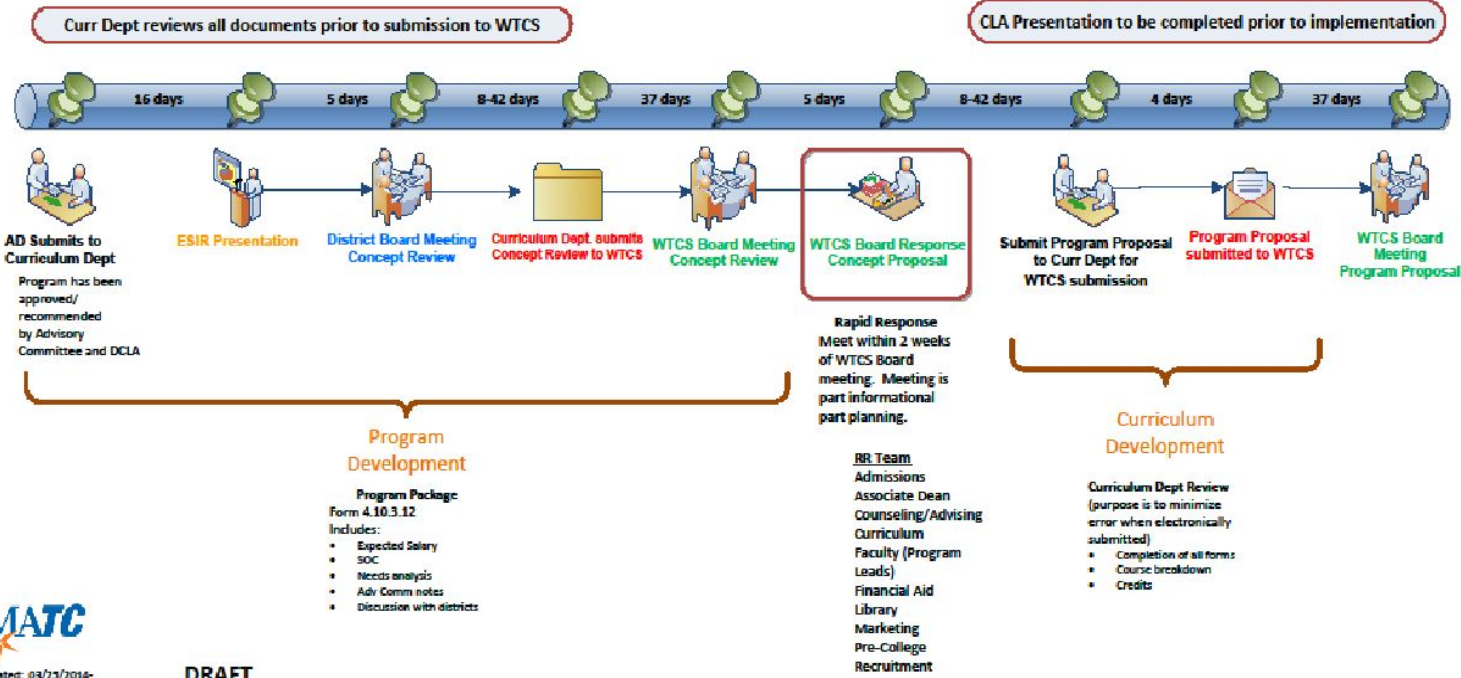 Curr Dept reviews all documents prior to submission to WTCS
CLA Presentation to be completed prior to implementation
16 days
5 days
8-42 days
37 days
5 days
8-42 days
4 days
37 days
AD Submits to
Curriculum Dept
Program has been
approved/
recommended
by Advisory
Committee and DCLA
ESIR Presentation
District Board Meeting
Concept Review
Curriculum Dept. submits
Concept Review to WTCS
WTCS Board Meeting
Concept Review
WTCS Board Response
Concept Proposal
Submit Program Proposal
to Curr Dept for
WTCS submission
Program Proposal
submitted to WTCS
WTCS Board
Meeting
Program Proposal
Rapid Response
Meet within 2 weeks
of WTCS Board
meeting. Meeting is
part informational
part planning.
RR Team
Admissions
Associate Dean
Counseling/Advising
Curriculum
Faculty (Program
Leads)
Financial Aid
Library
Marketing
Pre-College
Recruitment
Program
Development
Program Package
Form 4.10.3.12
Includes:
• Expected Salary
• SOC
• Needs analysis
• Adv Comm notes
• Discussion with districts
Curriculum
Development
Curriculum Dept Review
(purpose is to minimize
error when electronically
submitted)
• Completion of all forms
• Course breakdown
• Credits
MATC
DRAFT